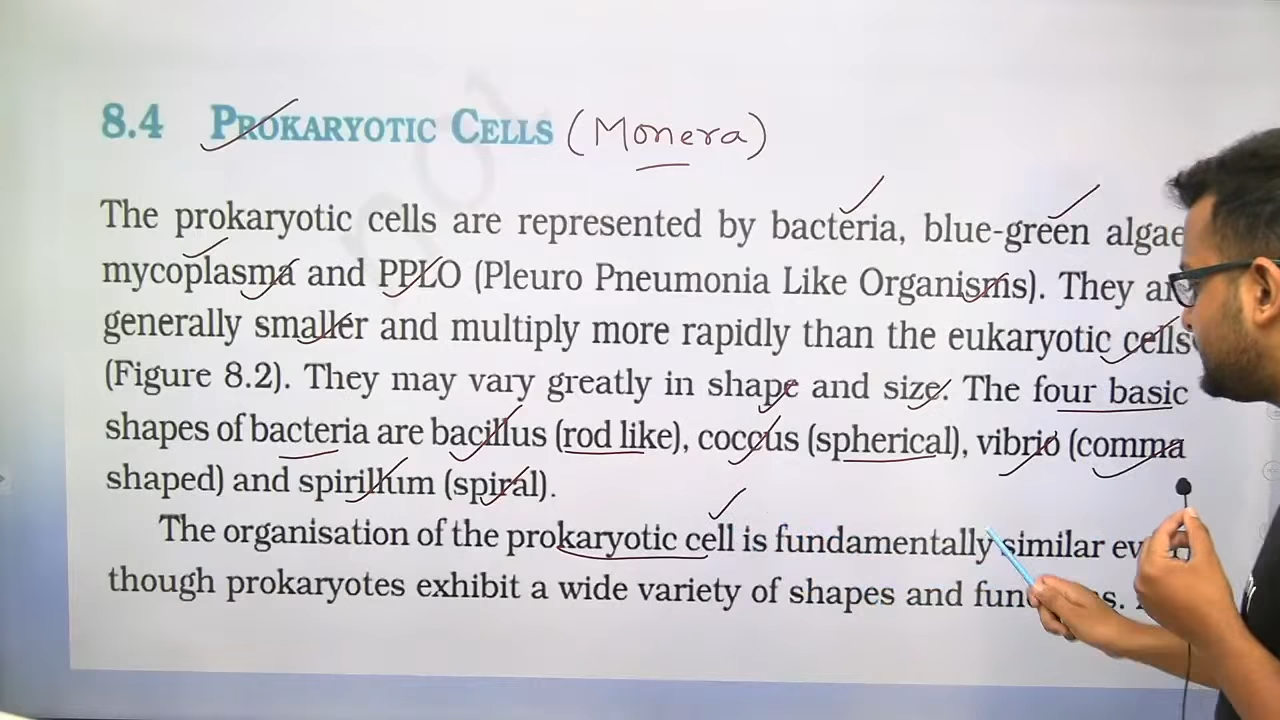 8.4 PROKARYOTIC CELLS (Monera)
The prokaryotic cells are represented by bacteria, blue-green algae
mycoplasma and PPLO (Pleuro Pneumonia Like Organisms). They
generally smaller and multiply more rapidly than the eukaryotic cells
(Figure 8.2). They may vary greatly in shape and size. The four basic
shapes of bacteria are bacillus (rod like), coccus (spherical), vibrio (comma
shaped) and spirillum (spiral).
The organisation of the prokaryotic cell is fundamentally similar
though prokaryotes exhibit a wide variety of shapes and